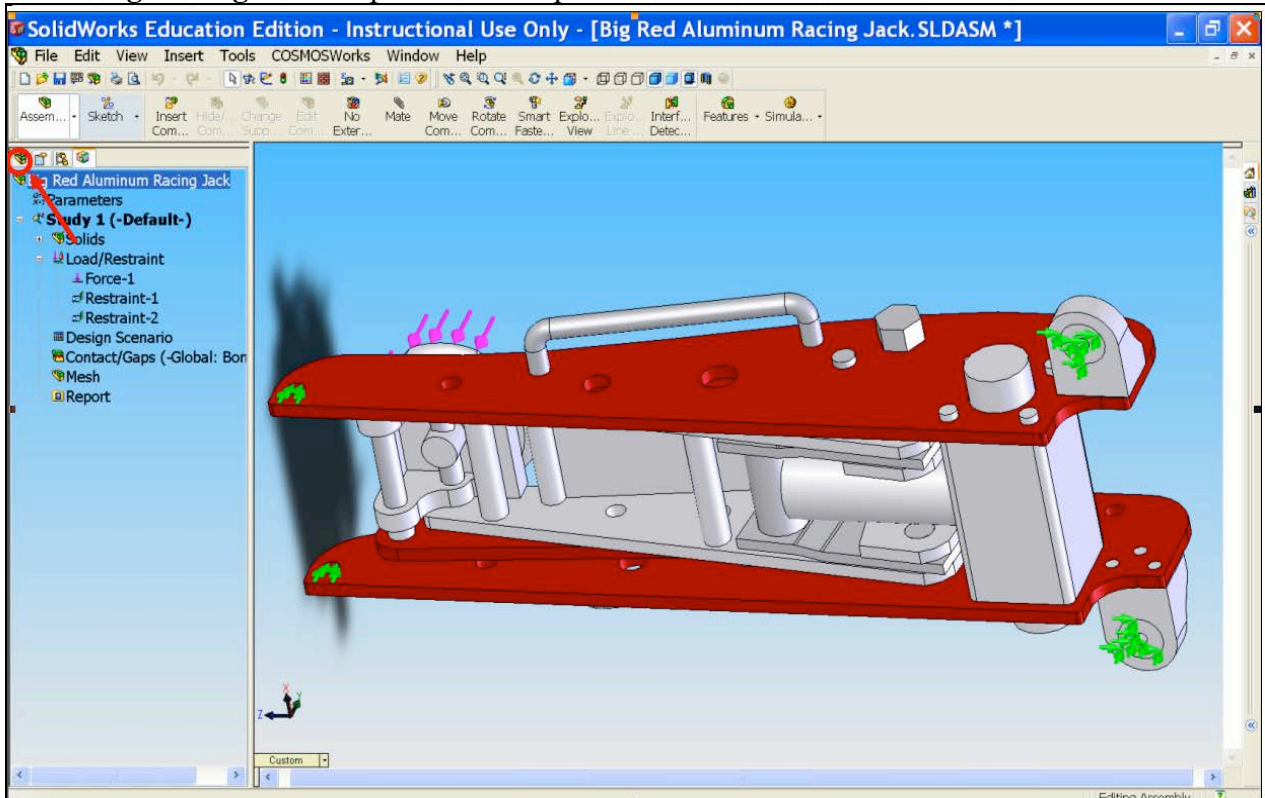 SolidWorks Education Edition - Instructional Use Only - [Big Red Aluminum Racing Jack.SLDASM *]
File Edit View Insert Tools COSMOSWorks Window Help
Assem... Sketch Insert Com... Hide/... Com... Change Supp... Edit Com... No Exter... Mate Move Com... Rotate Com... Smart Faste... Explo... View Explo... Line ... Interf... Detec... Features Simula...
Big Red Aluminum Racing Jack
Parameters
Study 1 (-Default-)
Solids
Load/Restraint
Force-1
Restraint-1
Restraint-2
Design Scenario
Contact/Gaps (-Global: Bon
Mesh
Report
X
Y
Z
Custom
Editing Assembly